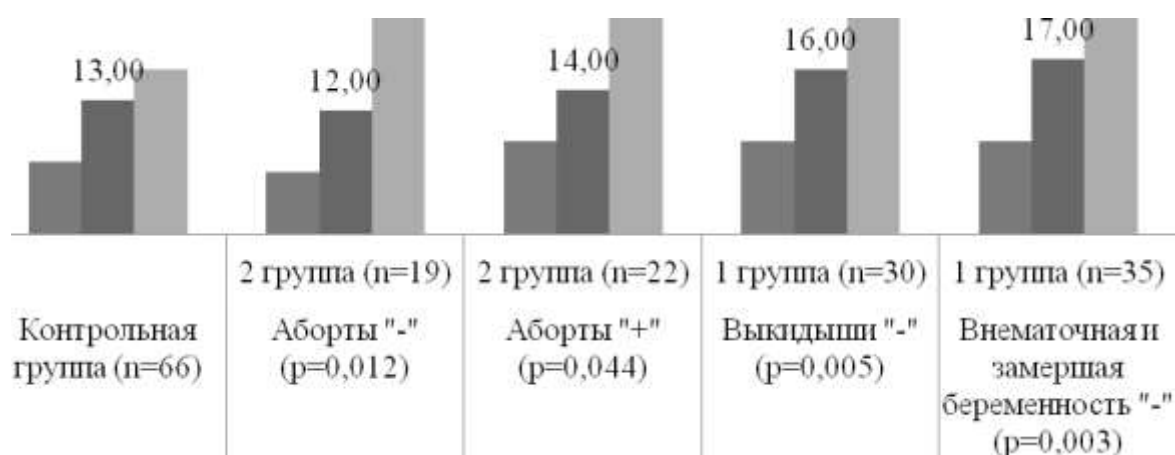 13,00
12,00
14,00
16,00
17,00
Контрольная
группа (n=66)
2 группа (n=19)
Аборты "-"
(p=0,012)
2 группа (n=22)
Аборты "+"
(p=0,044)
1 группа (n=30)
Выкидыши "-"
(p=0,005)
1 группа (n=35)
Внематочная и
замершая
беременность "-"
(p=0,003)